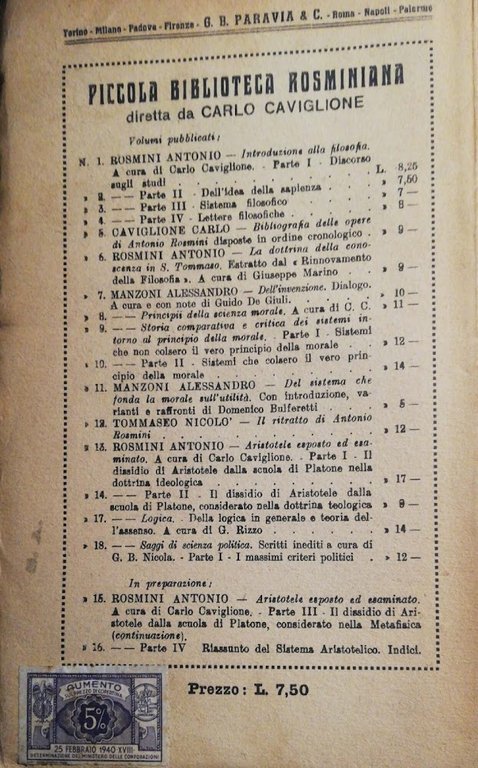 Torino - Milano - Padova - Firenze - G. B. PARAVIA & C. - Roma - Napoli - Palermo
PICCOLA BIBLIOTECA ROSMINIANA
diretta da CARLO CAVIGLIONE
Volumi pubblicati:
N. 1. ROSMINI ANTONIO — Introduzione alla filosofia.
A cura di Carlo Caviglione. - Parte I - Discorso
sugli studi . . . . . . . . L. 8,25
» 2. — — Parte II - Dell'idea della sapienza . . . » 7,50
» 3. — — Parte III - Sistema filosofico . . . . » 7 —
» 4. — — Parte IV - Lettere filosofiche . . . . » 8 —
» 5. CAVIGLIONE CARLO — Bibliografia delle opere
di Antonio Rosmini disposte in ordine cronologico . » 9 —
» 6. ROSMINI ANTONIO — La dottrina della cono-
scenza in S. Tommaso. Estratto dal « Rinnovamento
della Filosofia ». A cura di Giuseppe Marino . . » 9 —
» 7. MANZONI ALESSANDRO — Dell'invenzione. Dialogo.
A cura e con note di Guido De Giuli. . . . . » 10 —
» 8. — — Principii della scienza morale. A cura di C. C. » 11 —
» 9. — — Storia comparativa e critica dei sistemi in-
torno al principio della morale. - Parte I - Sistemi
che non colsero il vero principio della morale . . » 12 —
» 10. — — Parte II - Sistemi che colsero il vero prin-
cipio della morale . . . . . . . » 14 —
» 11. MANZONI ALESSANDRO — Del sistema che
fonda la morale sull'utilità. Con introduzione, va-
rianti e raffronti di Domenico Bulferetti . . . » 5 —
» 12. TOMMASEO NICOLO' — Il ritratto di Antonio
Rosmini . . . . . . . . . » 12 —
» 13. ROSMINI ANTONIO — Aristotele esposto ed esa-
minato. A cura di Carlo Caviglione. - Parte I - Il
dissidio di Aristotele dalla scuola di Platone nella
dottrina ideologica . . . . . . . » 17 —
» 14. — — Parte II - Il dissidio di Aristotele dalla
scuola di Platone, considerato nella dottrina teologica » 9 —
» 17. — — Logica. - Della logica in generale e teoria del-
l'assenso. A cura di G. Rizzo . . . . . » 14 —
» 18. — — Saggi di scienza politica. Scritti inediti a cura di
G. B. Nicola. - Parte I - I massimi criteri politici . » 12 —
In preparazione:
» 15. ROSMINI ANTONIO — Aristotele esposto ed esaminato.
A cura di Carlo Caviglione. - Parte III - Il dissidio di Ari-
stotele dalla scuola di Platone, considerato nella Metafisica
(continuazione).
» 16. — — Parte IV Riassunto del Sistema Aristotelico. Indici.
Prezzo: L. 7,50
AUMENTO
SUL PREZZO DI COPERTINA
5%
25 FEBBRAIO 1940 XVIII
DETERMINAZIONE DEL MINISTERO DELLE CORPORAZIONI